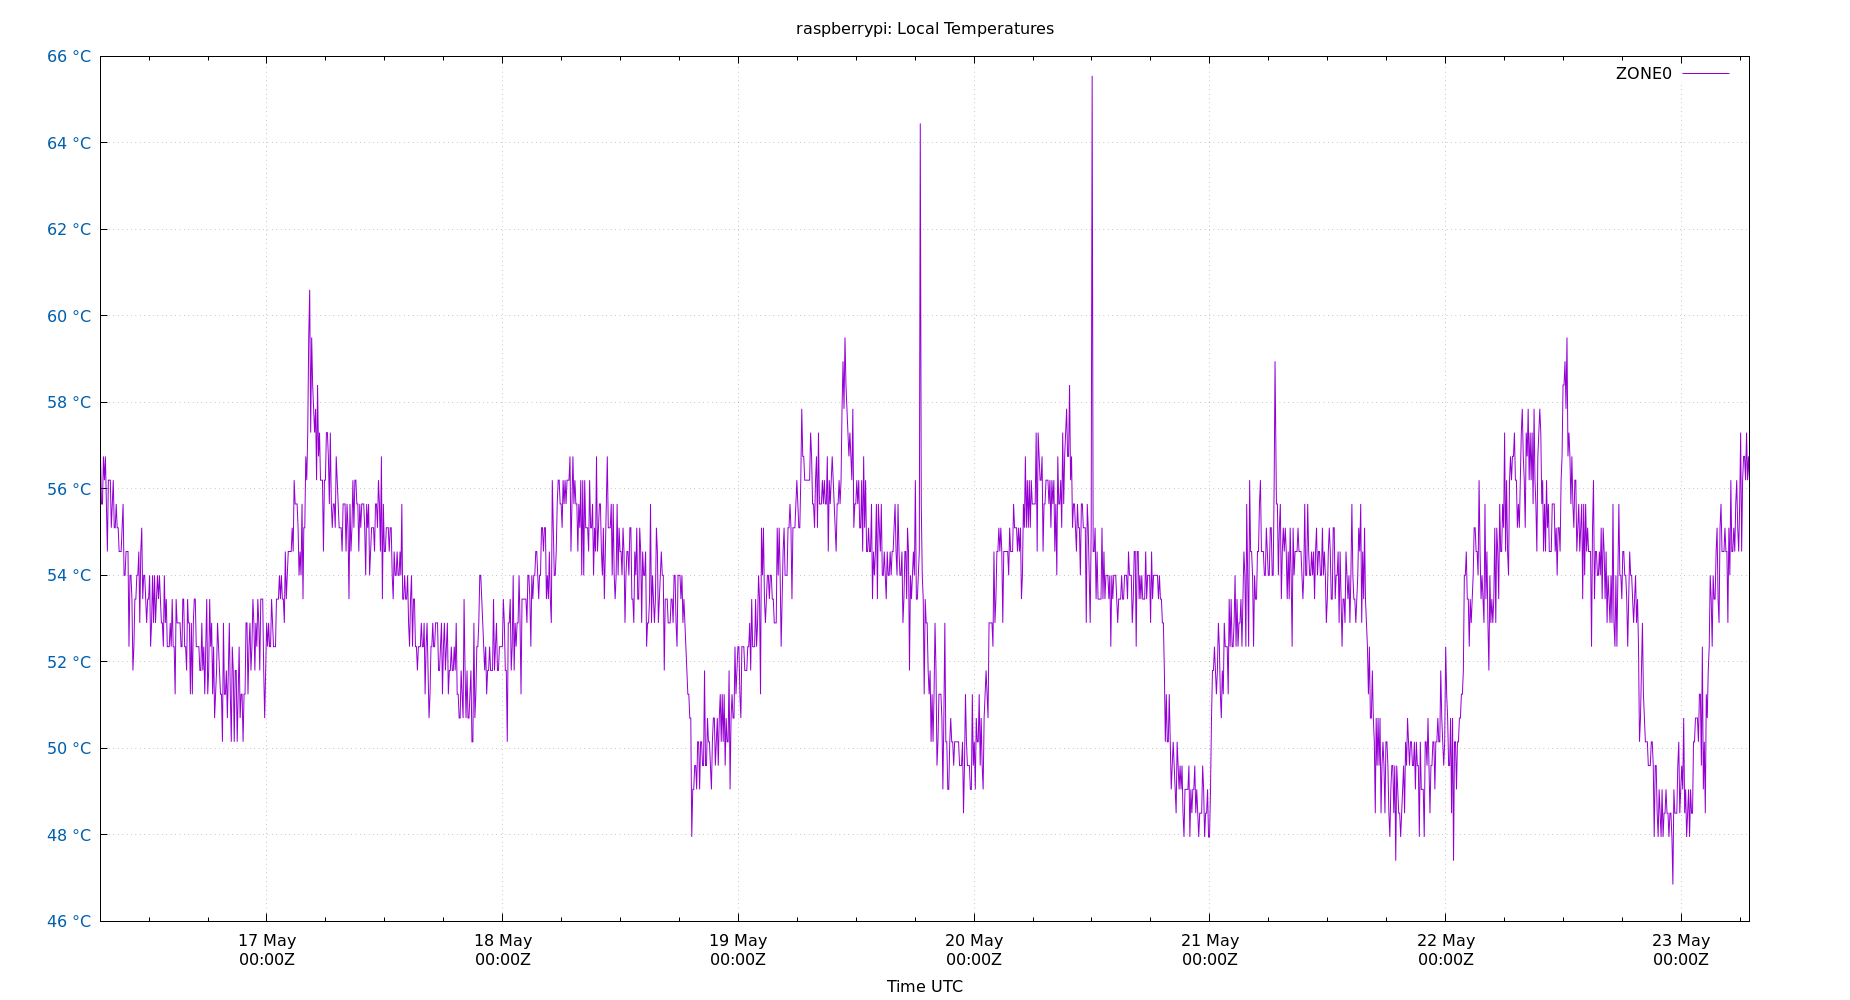 raspberrypi: Local Temperatures
ZONE0
66 °C
64 °C
62 °C
60 °C
58 °C
56 °C
54 °C
52 °C
50 °C
48 °C
46 °C
17 May 18 May 19 May 20 May 21 May 22 May 23 May
00:00Z 00:00Z 00:00Z 00:00Z 00:00Z 00:00Z 00:00Z
Time UTC